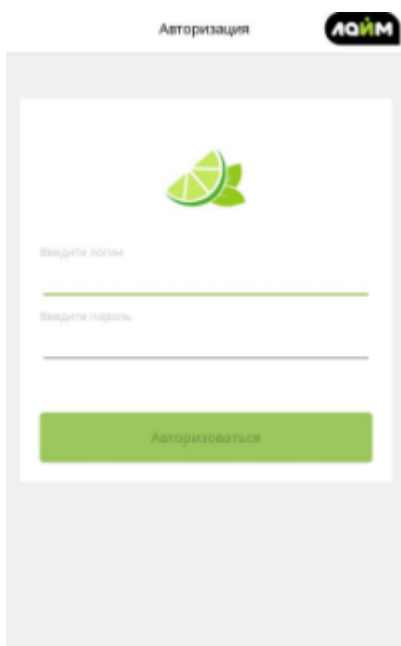 Авторизация
лайм
Введите логин
Введите пароль
Авторизоваться